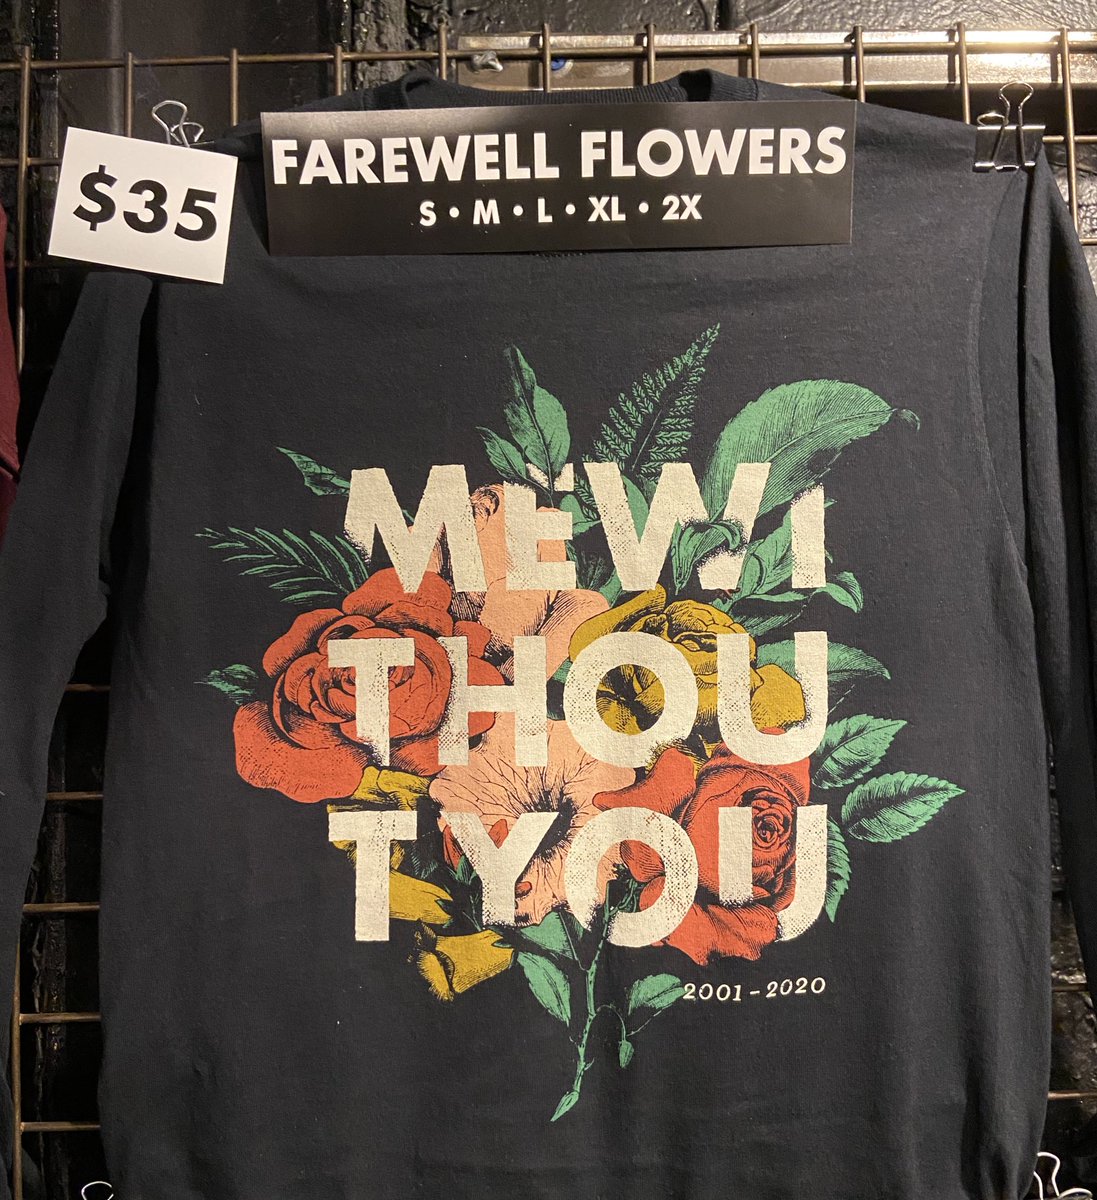 $35
FAREWELL FLOWERS
S • M • L • XL • 2X
MEWI
THOU
TYOU
2001-2020